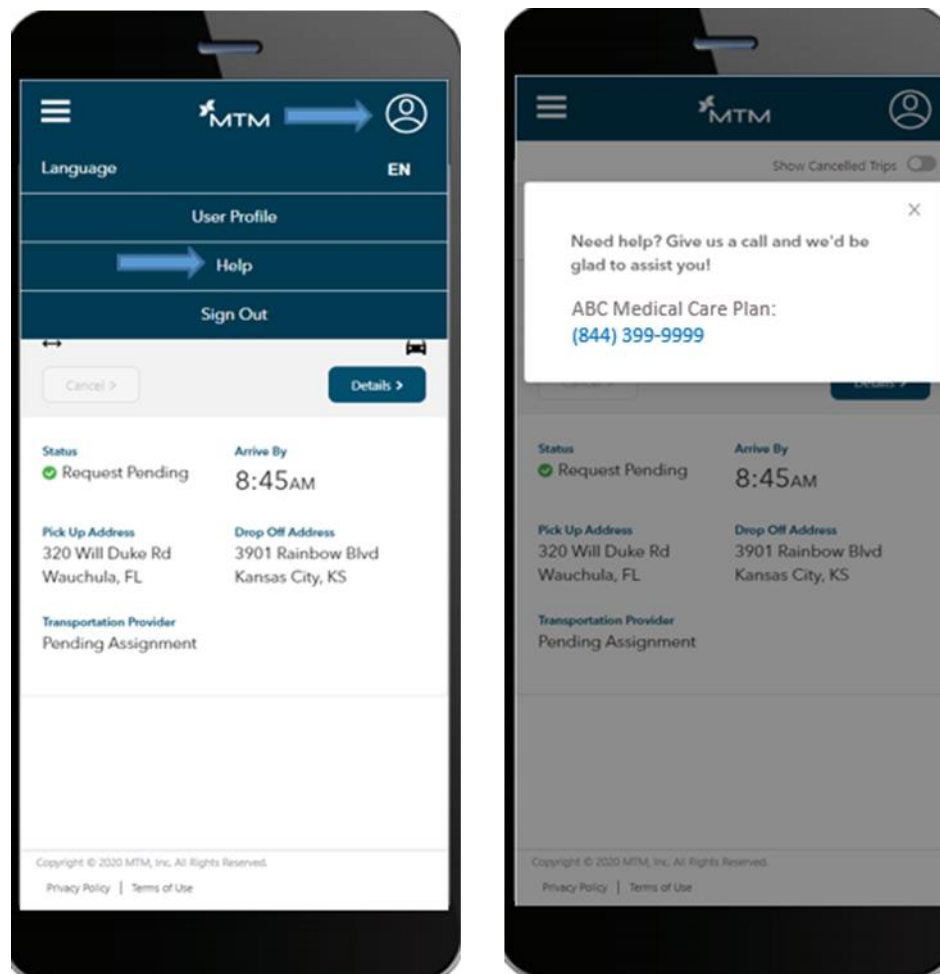 MTM
Language EN
User Profile
Help
Sign Out
Cancel >
Details >
Status
Request Pending
Arrive By
8:45AM
Pick Up Address
320 Will Duke Rd
Wauchula, FL
Drop Off Address
3901 Rainbow Blvd
Kansas City, KS
Transportation Provider
Pending Assignment
Copyright © 2020 MTM, Inc. All Rights Reserved.
Privacy Policy | Terms of Use
MTM
Show Cancelled Trips
Need help? Give us a call and we'd be
glad to assist you!
ABC Medical Care Plan:
(844) 399-9999
Details >
Status
Request Pending
Arrive By
8:45AM
Pick Up Address
320 Will Duke Rd
Wauchula, FL
Drop Off Address
3901 Rainbow Blvd
Kansas City, KS
Transportation Provider
Pending Assignment
Copyright © 2020 MTM, Inc. All Rights Reserved.
Privacy Policy | Terms of Use